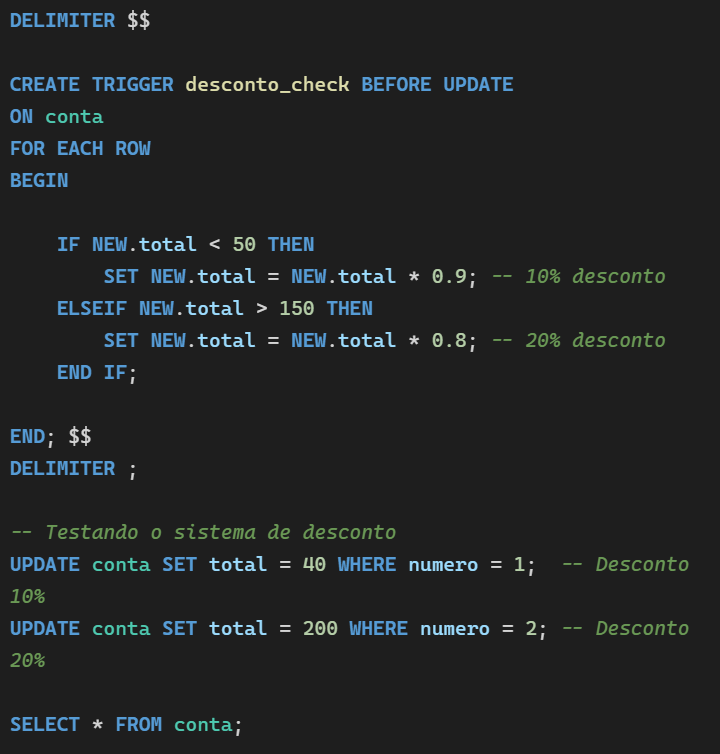 DELIMITER $$
CREATE TRIGGER desconto_check BEFORE UPDATE
ON conta
FOR EACH ROW
BEGIN
    IF NEW.total < 50 THEN
        SET NEW.total = NEW.total * 0.9; -- 10% desconto
    ELSEIF NEW.total > 150 THEN
        SET NEW.total = NEW.total * 0.8; -- 20% desconto
    END IF;
END; $$
DELIMITER ;
-- Testando o sistema de desconto
UPDATE conta SET total = 40 WHERE numero = 1;  -- Desconto
10%
UPDATE conta SET total = 200 WHERE numero = 2; -- Desconto
20%
SELECT * FROM conta;